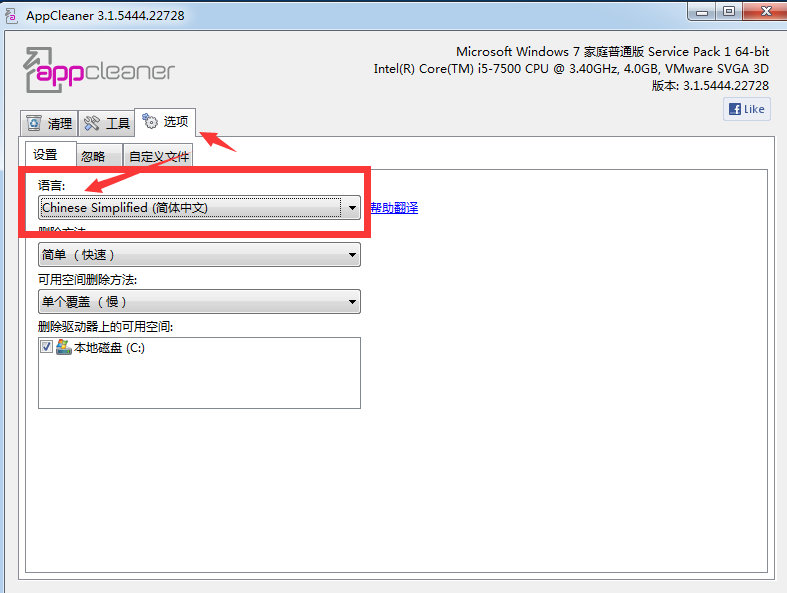 AppCleaner 3.1.5444.22728
appcleaner
Microsoft Windows 7 家庭普通版 Service Pack 1 64-bit
Intel(R) Core(TM) i5-7500 CPU @ 3.40GHz, 4.0GB, VMware SVGA 3D
版本: 3.1.5444.22728
Like
清理 工具 选项
设置 忽略 自定义文件
语言:
Chinese Simplified (简体中文) 帮助翻译
删除方法:
简单 （快速）
可用空间删除方法:
单个覆盖 （慢）
删除驱动器上的可用空间:
本地磁盘 (C:)